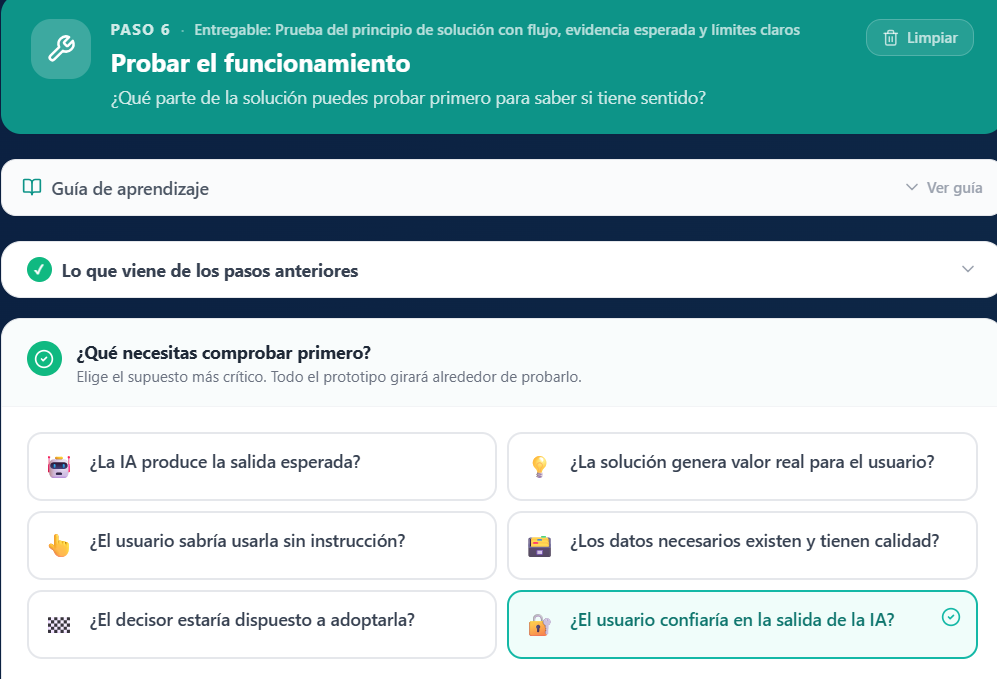 PASO 6 · Entregable: Prueba del principio de solución con flujo, evidencia esperada y límites claros
Limpiar
Probar el funcionamiento
¿Qué parte de la solución puedes probar primero para saber si tiene sentido?
Guía de aprendizaje
Ver guía
Lo que viene de los pasos anteriores
¿Qué necesitas comprobar primero?
Elige el supuesto más crítico. Todo el prototipo girará alrededor de probarlo.
¿La IA produce la salida esperada?
¿La solución genera valor real para el usuario?
¿El usuario sabría usarla sin instrucción?
¿Los datos necesarios existen y tienen calidad?
¿El decisor estaría dispuesto a adoptarla?
¿El usuario confiaría en la salida de la IA?